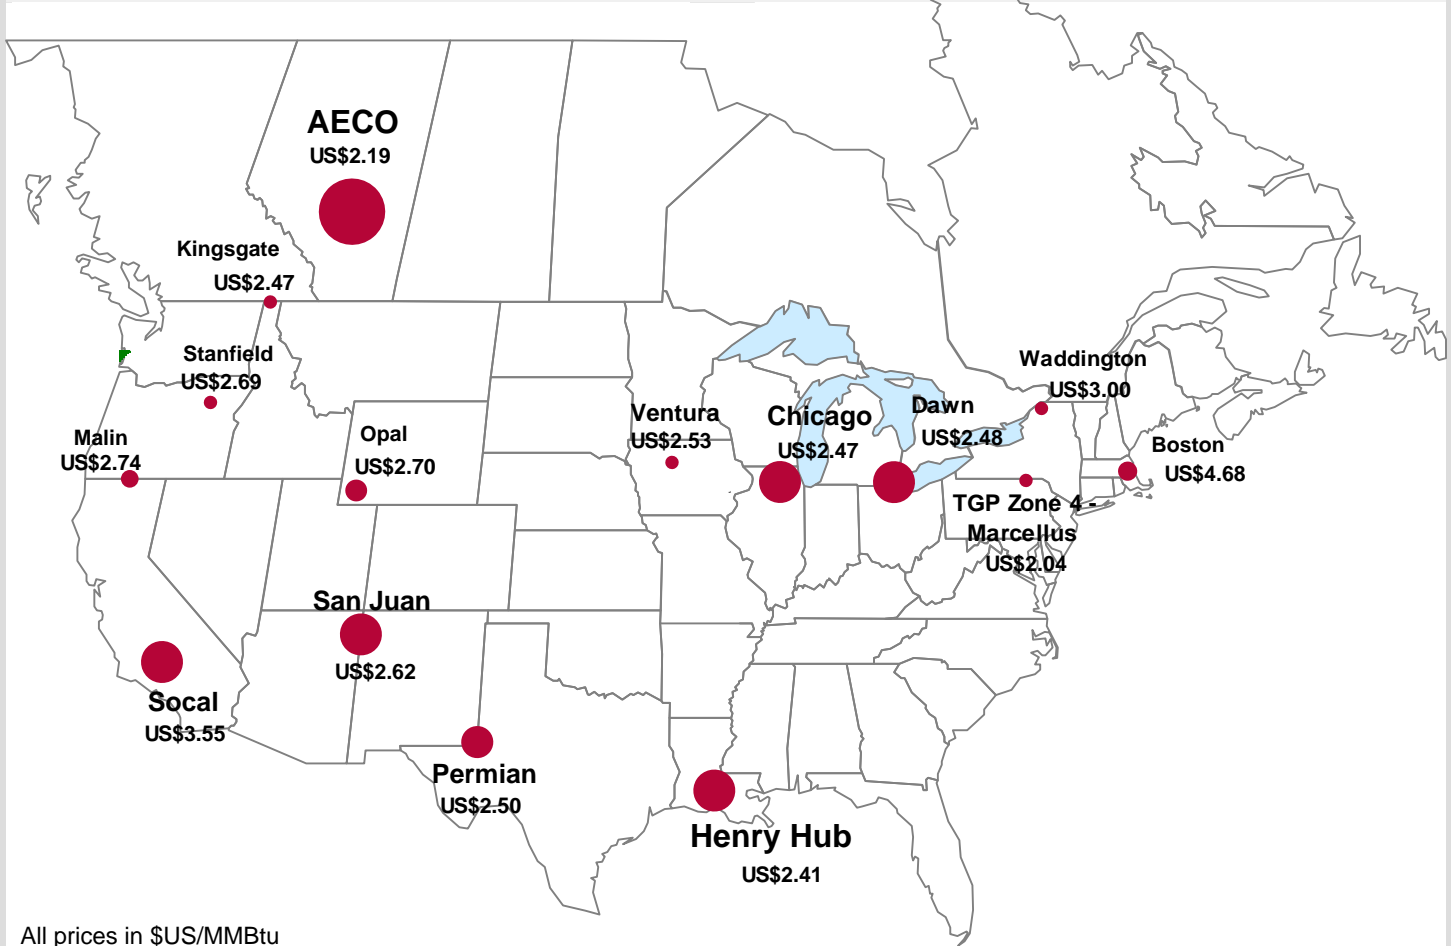 AECO
US$2.19
Kingsgate
US$2.47
Stanfield
US$2.69
Malin
US$2.74
Opal
US$2.70
Ventura
US$2.53
Chicago
US$2.47
Dawn
US$2.48
Waddington
US$3.00
Boston
US$4.68
TGP Zone 4 -
Marcellus
US$2.04
San Juan
US$2.62
Socal
US$3.55
Permian
US$2.50
Henry Hub
US$2.41
All prices in $US/MMBtu